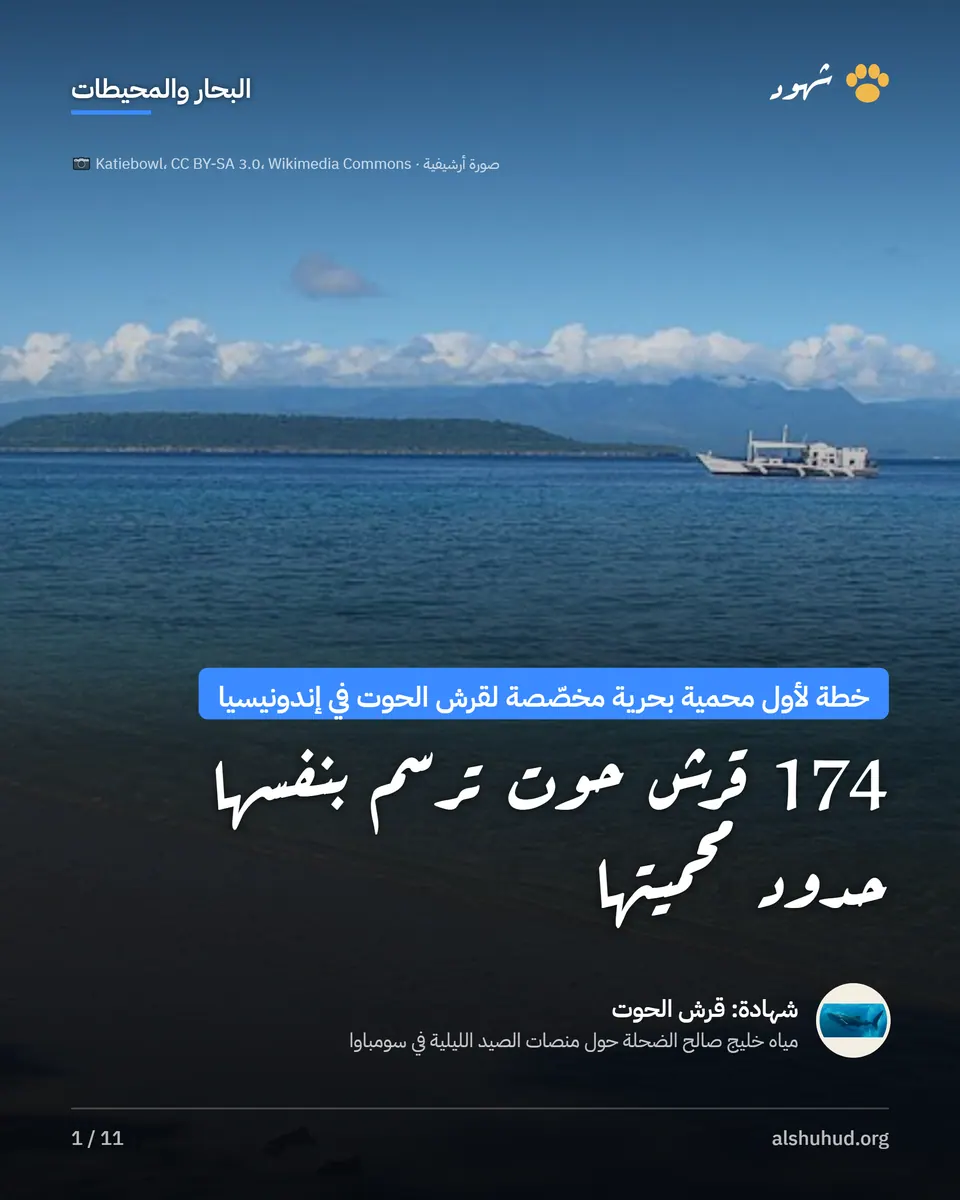 شهود
البحار والمحيطات
📷 Katiebowl، CC BY-SA 3.0، Wikimedia Commons · صورة أرشيفية
خطة لأول محمية بحرية مخصّصة لقرش الحوت في إندونيسيا
174 قرش حوت ترسم بنفسها
حدود محميتها
شهادة: قرش الحوت
مياه خليج صالح الضحلة حول منصات الصيد الليلية في سومباوا
1 / 11
alshuhud.org